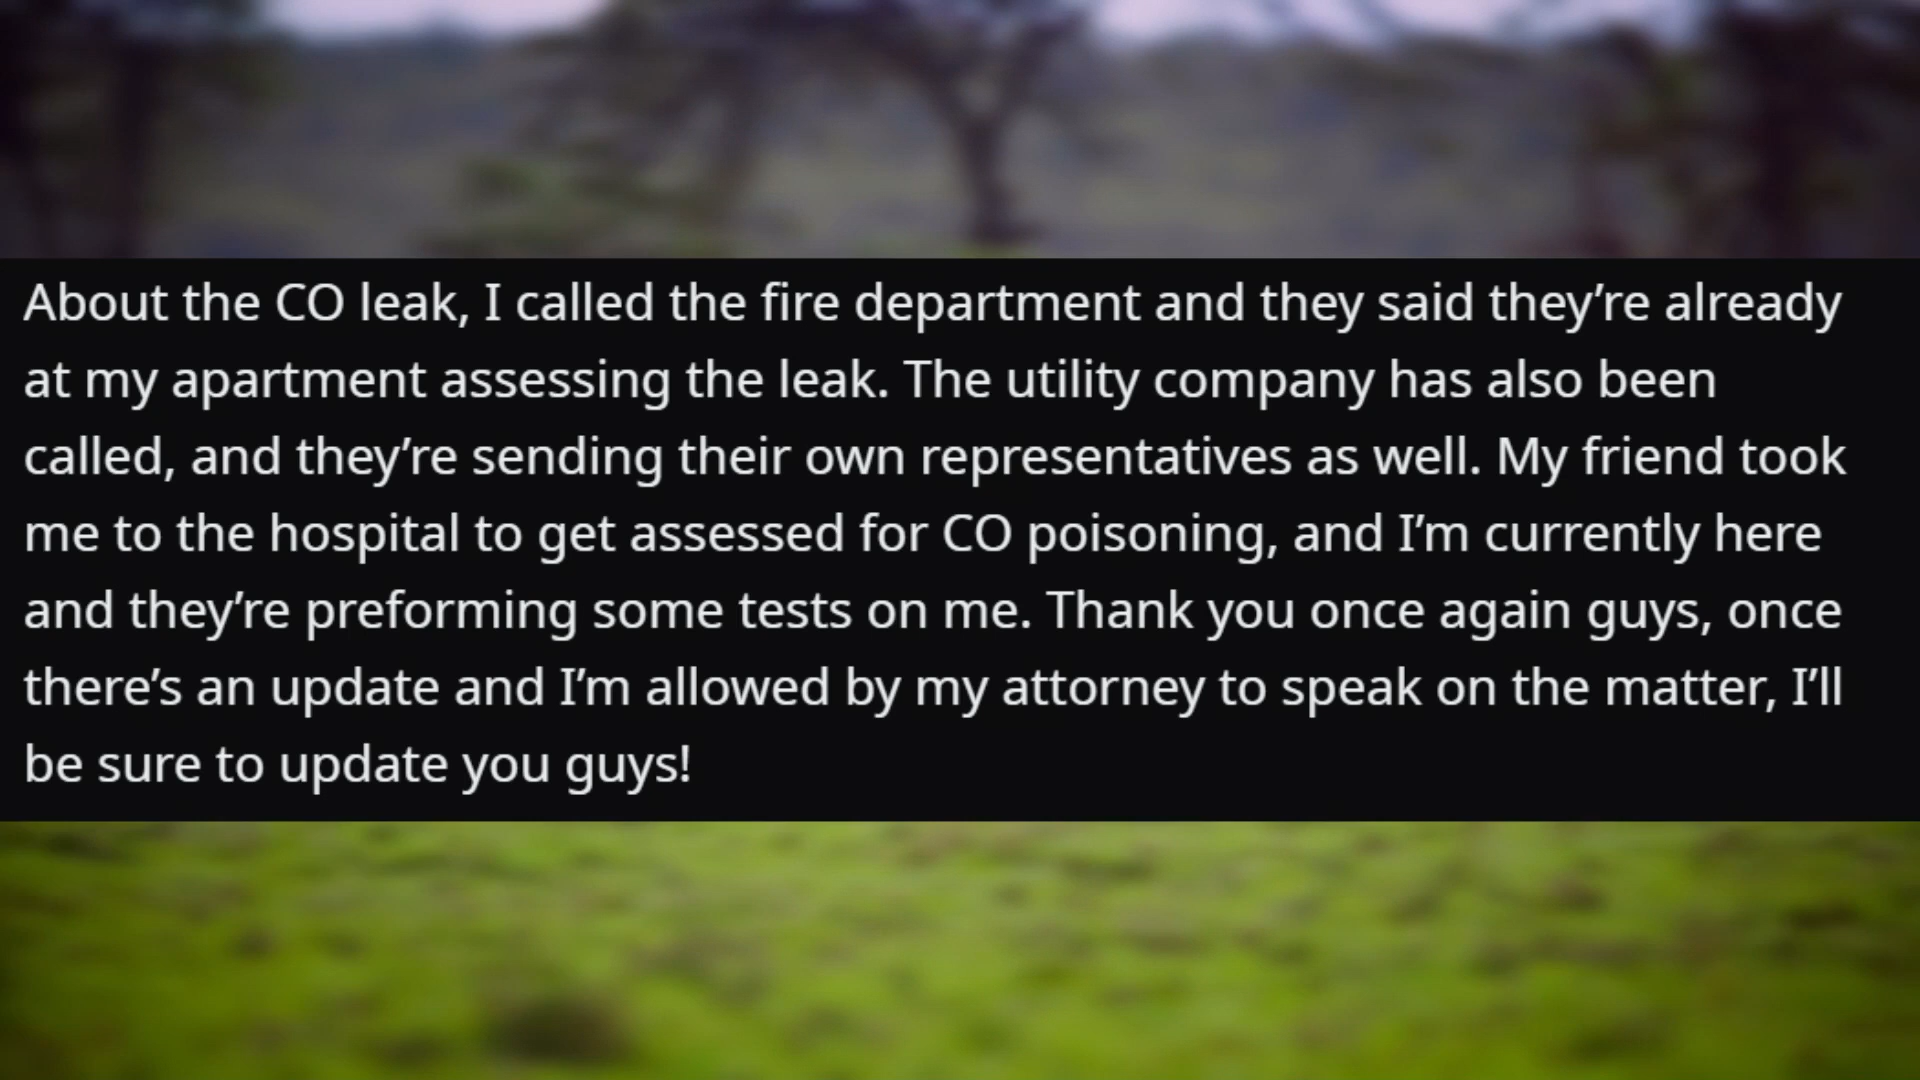 About the CO leak, I called the fire department and they said they’re already
at my apartment assessing the leak. The utility company has also been
called, and they’re sending their own representatives as well. My friend took
me to the hospital to get assessed for CO poisoning, and I’m currently here
and they’re preforming some tests on me. Thank you once again guys, once
there’s an update and I’m allowed by my attorney to speak on the matter, I’ll
be sure to update you guys!